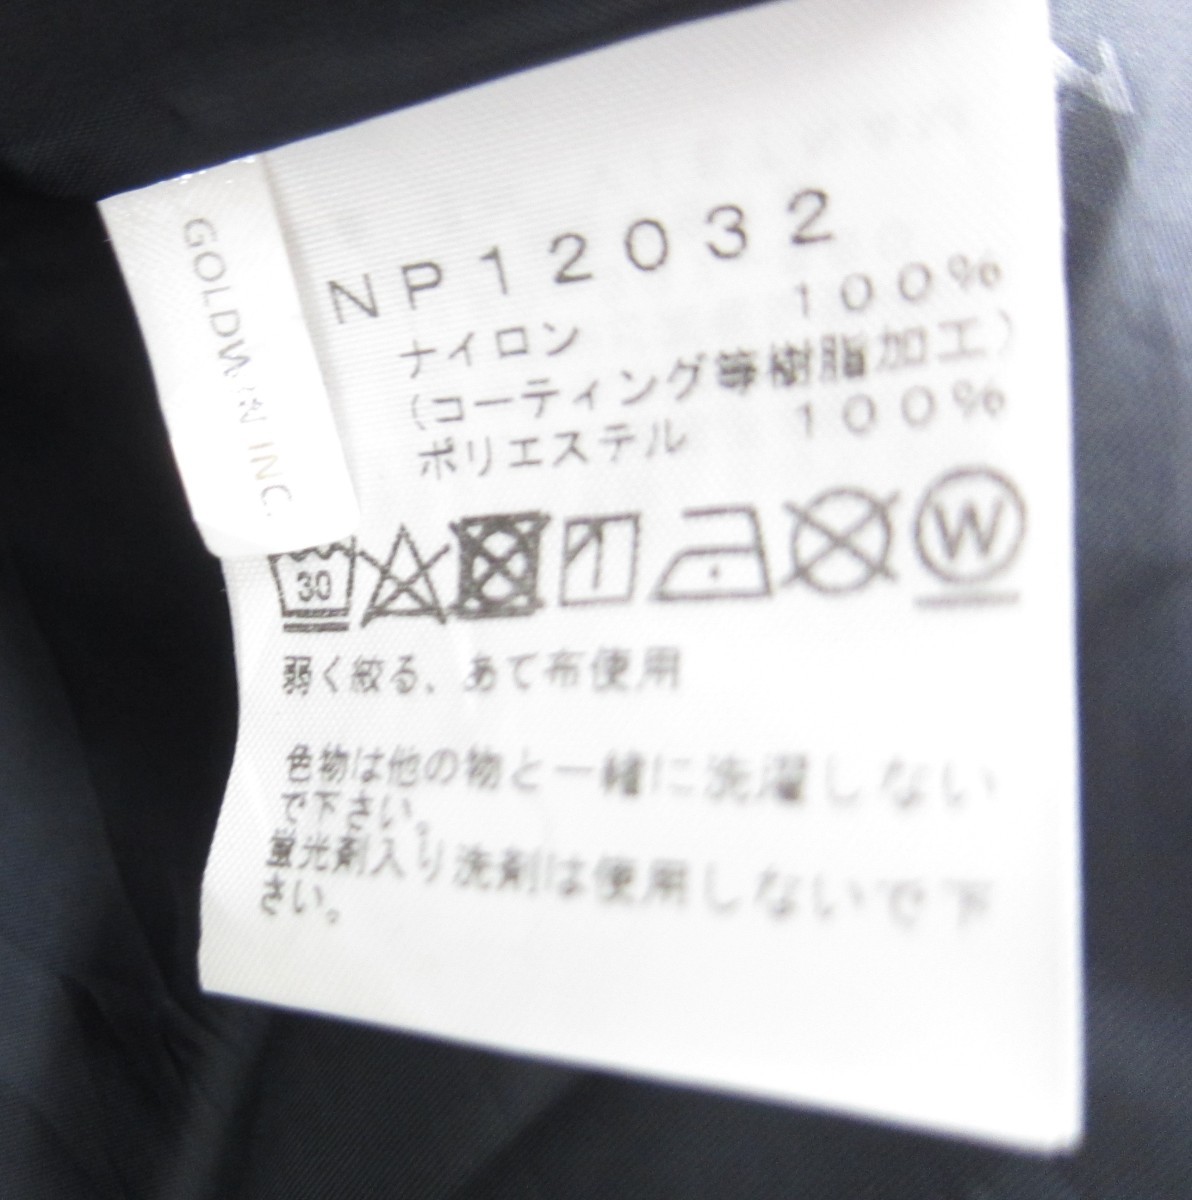 GOLDWIN INC.
NP12032
ナイロン 100%
(コーティング等樹脂加工)
ポリエステル 100%
30
W
弱く絞る、あて布使用
色物は他の物と一緒に洗濯しない
で下さい。
蛍光剤入り洗剤は使用しないで下
さい。